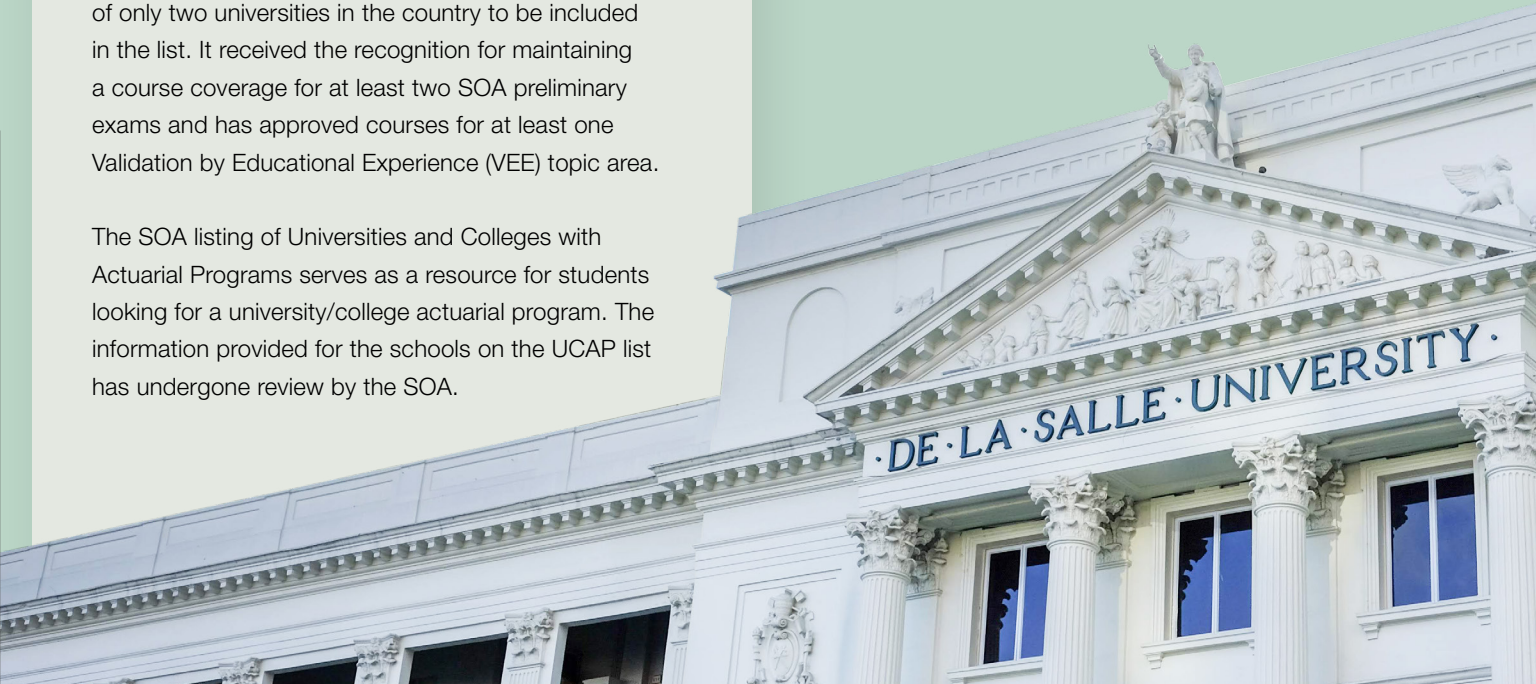 of only two universities in the country to be included
in the list. It received the recognition for maintaining
a course coverage for at least two SOA preliminary
exams and has approved courses for at least one
Validation by Educational Experience (VEE) topic area.
The SOA listing of Universities and Colleges with
Actuarial Programs serves as a resource for students
looking for a university/college actuarial program. The
information provided for the schools on the UCAP list
has undergone review by the SOA.
·DE·LA·SALLE·UNIVERSITY·